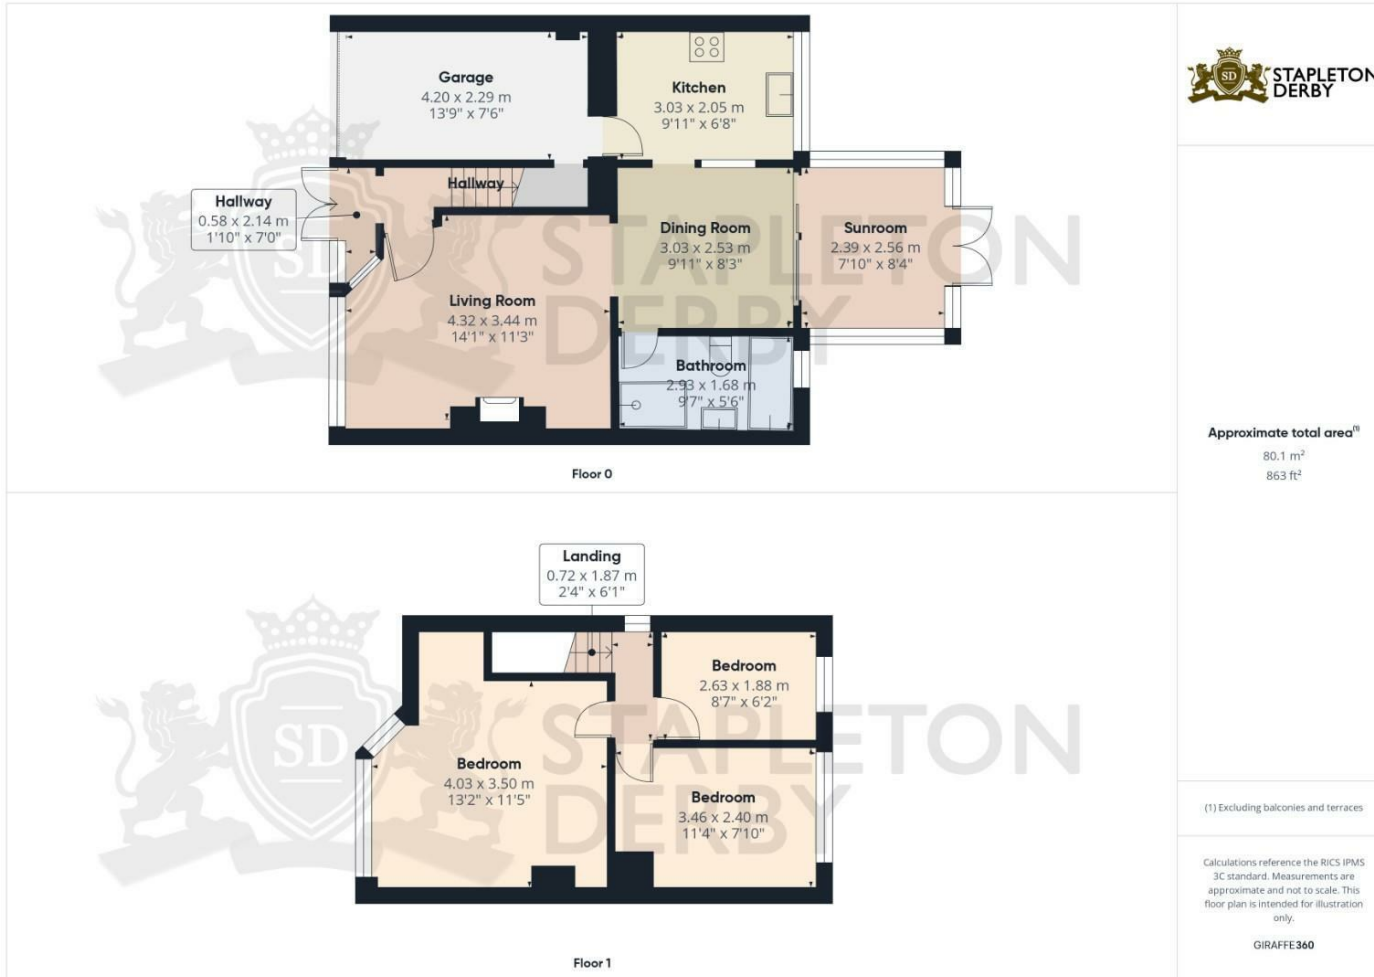 Garage
4.20 x 2.29 m
13'9" x 7'6"
Kitchen
3.03 x 2.05 m
9'11" x 6'8"
Hallway
0.58 x 2.14 m
1'10" x 7'0"
Hallway
Dining Room
3.03 x 2.53 m
9'11" x 8'3"
Sunroom
2.39 x 2.56 m
7'10" x 8'4"
Living Room
4.32 x 3.44 m
14'1" x 11'3"
Bathroom
2.93 x 1.68 m
9'7" x 5'6"
SD
STAPLETON
DERBY
Floor 0
Landing
0.72 x 1.87 m
2'4" x 6'1"
Bedroom
2.63 x 1.88 m
8'7" x 6'2"
Bedroom
4.03 x 3.50 m
13'2" x 11'5"
Bedroom
3.46 x 2.40 m
11'4" x 7'10"
SD
STAPLETON
DERBY
Floor 1
SD
STAPLETON
DERBY
Approximate total area(1)
80.1 m²
863 ft²
(1) Excluding balconies and terraces
Calculations reference the RICS IPMS
3C standard. Measurements are
approximate and not to scale. This
floor plan is intended for illustration
only.
GIRAFFE360